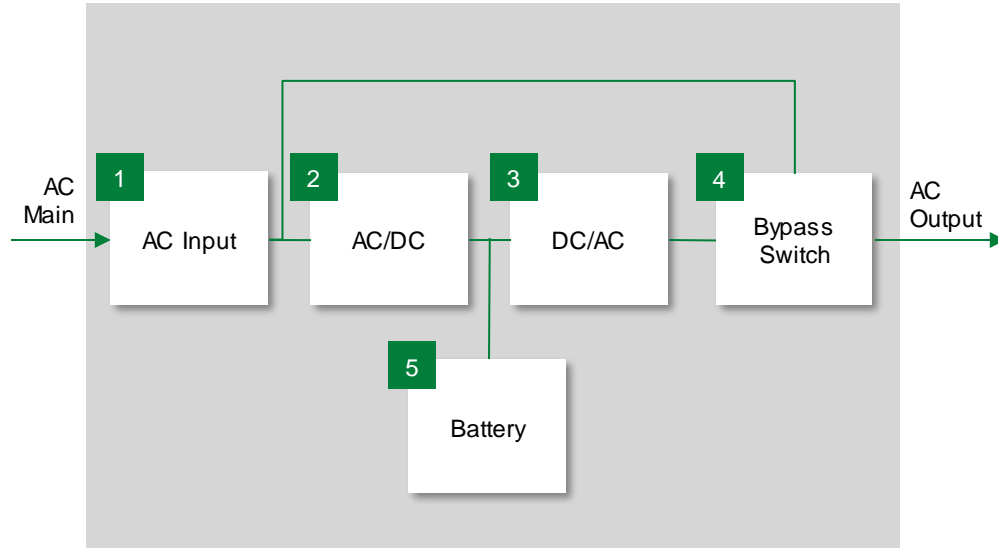 AC
Main
1
AC Input
2
AC/DC
3
DC/AC
4
Bypass
Switch
AC
Output
5
Battery